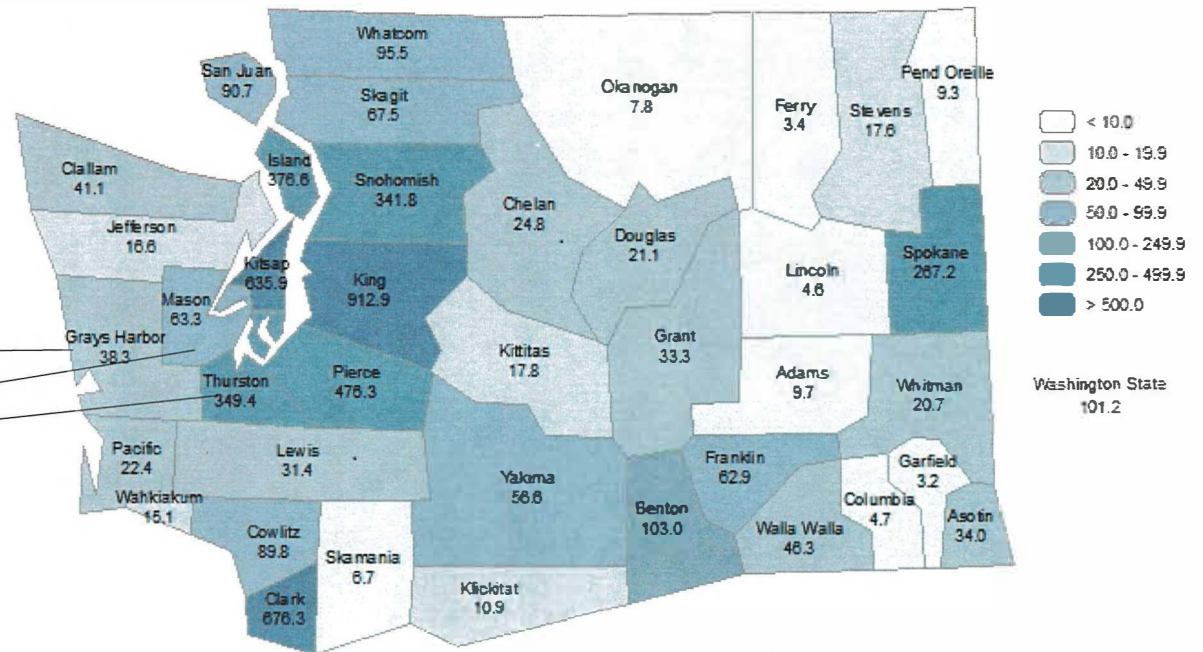 Whatcom
95.5
San Juan
90.7
Skagit
67.5
Okanogan
7.8
Ferry
3.4
Stevens
17.6
Pend Oreille
9.3
Clallam
41.1
Island
376.6
Snohomish
341.8
Jefferson
16.6
Chelan
24.8
Douglas
21.1
Kitsap
635.9
King
912.9
Lincoln
4.6
Spokane
267.2
Mason
63.3
Grays Harbor
38.3
Kittitas
17.8
Grant
33.3
Adams
9.7
Whitman
20.7
Thurston
349.4
Pierce
476.3
Pacific
22.4
Lewis
31.4
Yakima
56.6
Franklin
62.9
Garfield
3.2
Wahkiakum
15.1
Benton
103.0
Columbia
4.7
Asotin
34.0
Walla Walla
46.3
Cowlitz
89.8
Skamania
6.7
Klickitat
10.9
Clark
676.3
< 10.0
10.0 - 19.9
20.0 - 49.9
50.0 - 99.9
100.0 - 249.9
250.0 - 499.9
> 500.0
Washington State
101.2